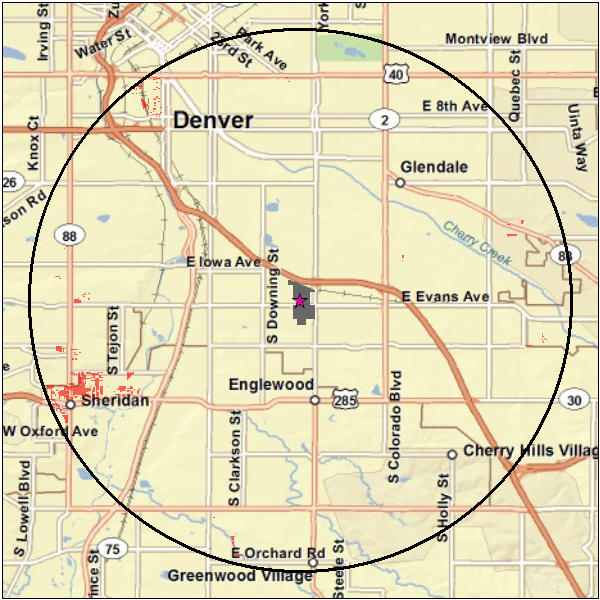 Irving St
Water St
Park Ave
23rd St
Montview Blvd
40
Quebec St
E 8th Ave
2
Denver
Knox Ct
Uinta Way
Glendale
26
88
Cherry Creek
83
E Iowa Ave
S Downing St
E Evans Ave
S Tejon St
Englewood
285
S Colorado Blvd
30
Sheridan
W Oxford Ave
S Clarkson St
Cherry Hills Villag
S Lowell Blvd
S Holly St
75
E Orchard Rd
Greenwood Village
Steele St